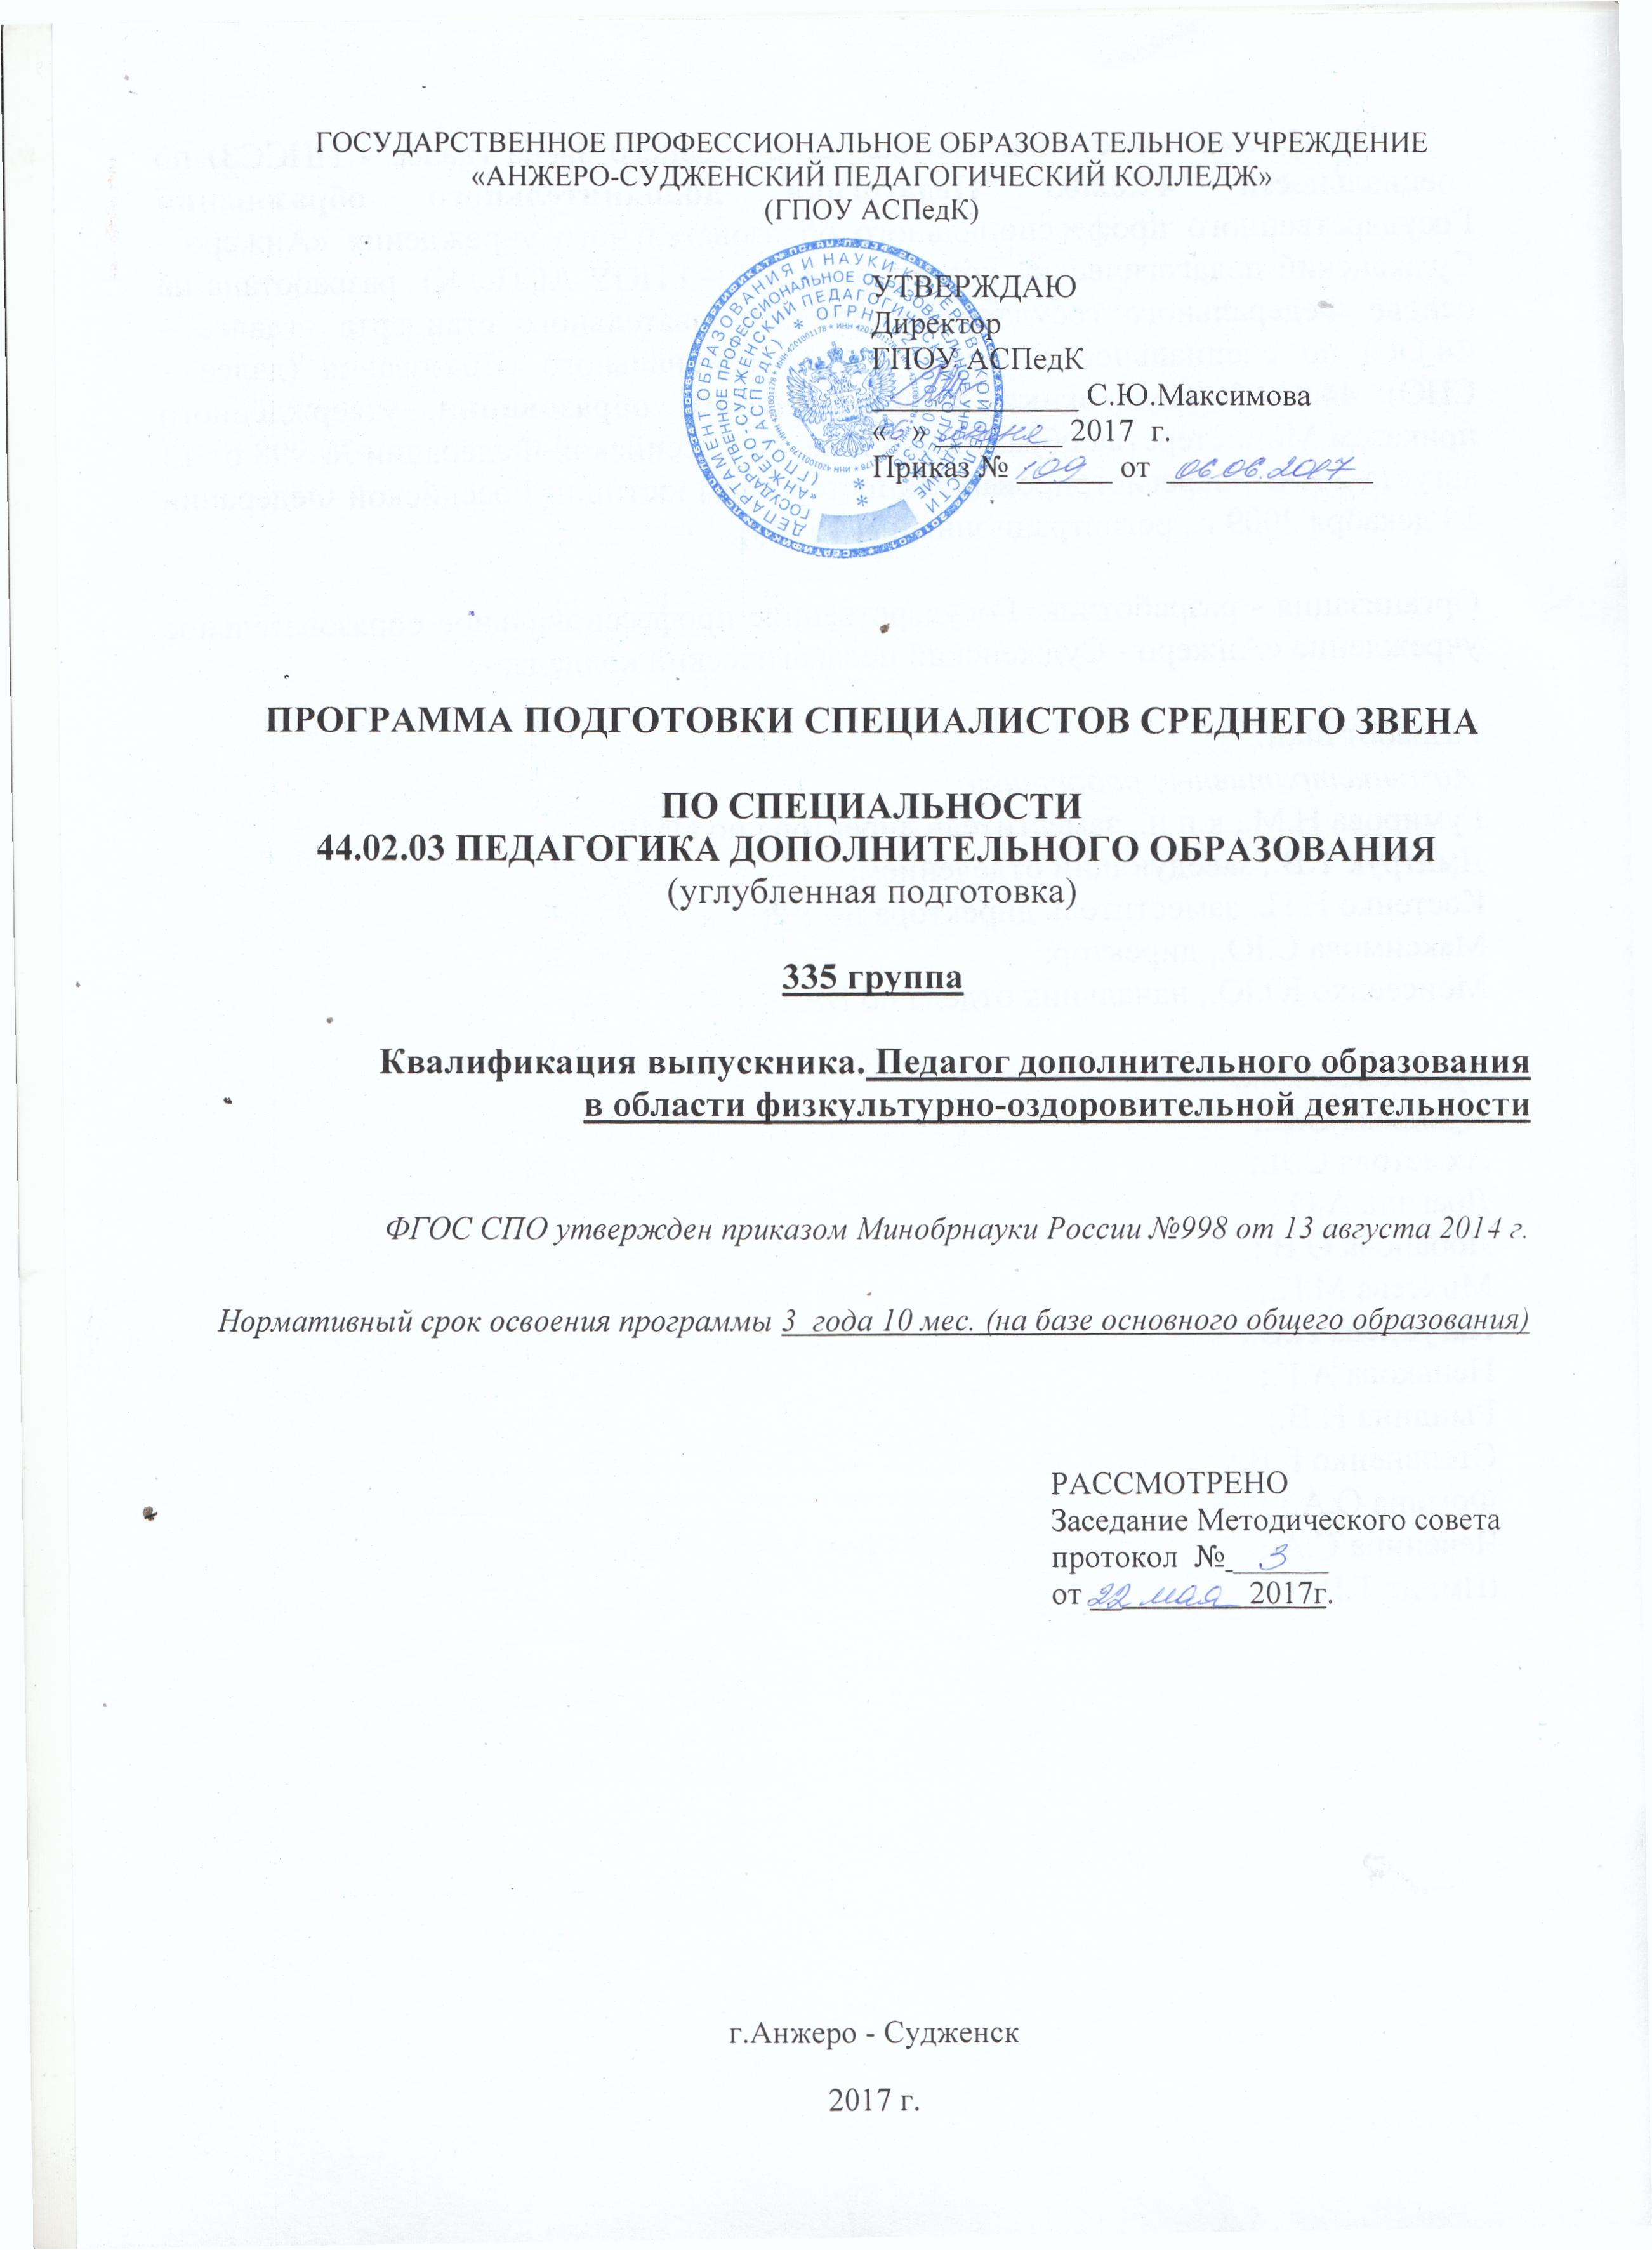 ГОСУДАРСТВЕННОЕ ПРОФЕССИОНАЛЬНОЕ ОБРАЗОВАТЕЛЬНОЕ УЧРЕЖДЕНИЕ
«АНЖЕРО-СУДЖЕНСКИЙ ПЕДАГОГИЧЕСКИЙ КОЛЛЕДЖ»
(ГПОУ АСПедК)
УТВЕРЖДАЮ
Директор
ГПОУ АСПедК
С.Ю.Максимова
«6» июня 2017 г.
Приказ № 109 от 06.06.2017
ПРОГРАММА ПОДГОТОВКИ СПЕЦИАЛИСТОВ СРЕДНЕГО ЗВЕНА
ПО СПЕЦИАЛЬНОСТИ
44.02.03 ПЕДАГОГИКА ДОПОЛНИТЕЛЬНОГО ОБРАЗОВАНИЯ
(углубленная подготовка)
335 группа
Квалификация выпускника. Педагог дополнительного образования
в области физкультурно-оздоровительной деятельности
ФГОС СПО утвержден приказом Минобрнауки России №998 от 13 августа 2014 г.
Нормативный срок освоения программы 3 года 10 мес. (на базе основного общего образования)
РАССМОТРЕНО
Заседание Методического совета
протокол № 3
от 22 мая 2017г.
г.Анжеро - Судженск
2017 г.